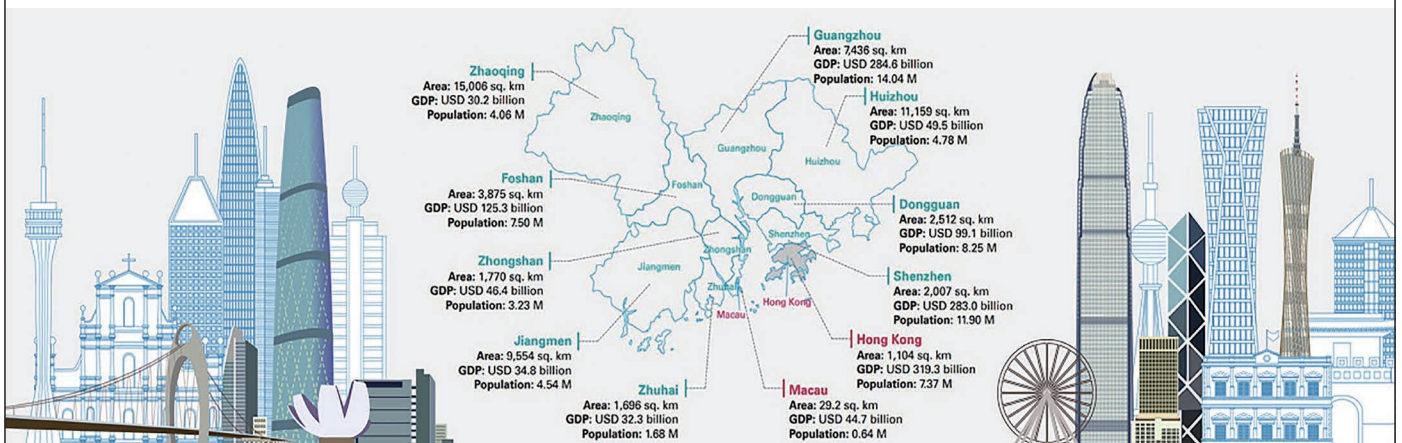 Guangzhou
Area: 7,436 sq. km
GDP: USD 284.6 billion
Population: 14.04 M
Zhaoqing
Area: 15,006 sq. km
GDP: USD 30.2 billion
Population: 4.06 M
Huizhou
Area: 11,159 sq. km
GDP: USD 49.5 billion
Population: 4.78 M
Zhaoqing
Guangzhou
Huizhou
Foshan
Area: 3,875 sq. km
GDP: USD 125.3 billion
Population: 7.50 M
Foshan
Dongguan
Dongguan
Area: 2,512 sq. km
GDP: USD 99.1 billion
Population: 8.25 M
Shenzhen
Zhongshan
Zhongshan
Area: 1,770 sq. km
GDP: USD 46.4 billion
Population: 3.23 M
Jiangmen
Shenzhen
Area: 2,007 sq. km
GDP: USD 283.0 billion
Population: 11.90 M
Zhuhai
Hong Kong
Macau
Jiangmen
Area: 9,554 sq. km
GDP: USD 34.8 billion
Population: 4.54 M
Hong Kong
Area: 1,104 sq. km
GDP: USD 319.3 billion
Population: 7.37 M
Zhuhai
Area: 1,696 sq. km
GDP: USD 32.3 billion
Population: 1.68 M
Macau
Area: 29.2 sq. km
GDP: USD 44.7 billion
Population: 0.64 M